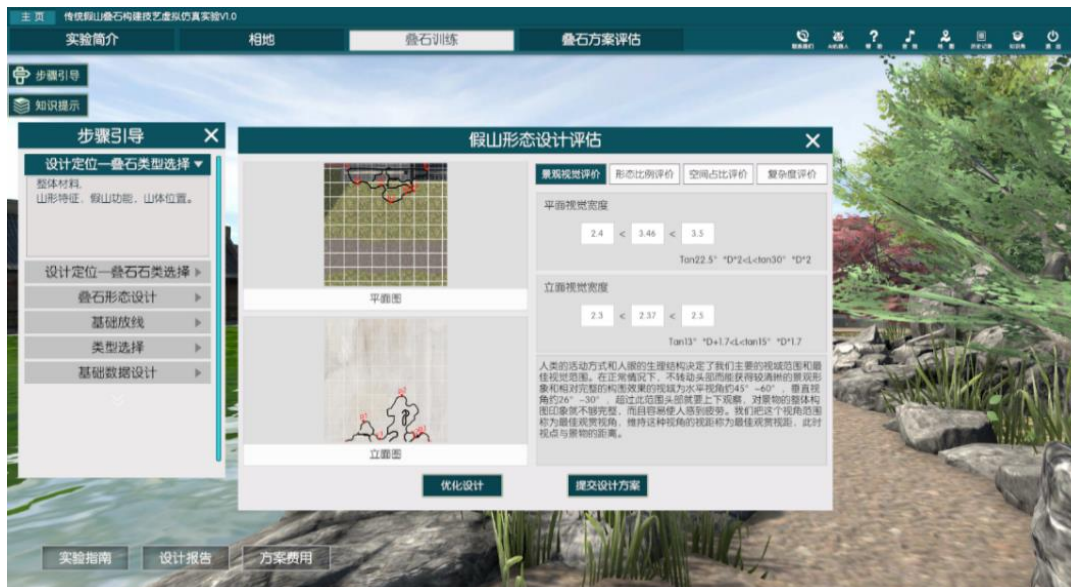 主 页
传统假山叠石构建技艺虚拟仿真实验V1.0
实验简介
相地
叠石训练
叠石方案评估
步骤引导
知识提示
步骤引导
设计定位—叠石类型选择
整体材料，
山形特征、假山功能、山体位置。
设计定位—叠石石类选择
叠石形态设计
基础放线
类型选择
基础数据设计
假山形态设计评估
平面图
立面图
景观视觉评价
形态比例评价
空间占比评价
复杂度评价
平面视觉宽度
2.4 < 3.46 < 3.5
Tan22.5° *D*2<L<tan30° *D*2
立面视觉宽度
2.3 < 2.37 < 2.5
Tan13° *D+1.7<L<tan15° *D*1.7
人类的活动方式和人眼的生理结构决定了我们主要的视域范围和最
佳视觉范围。在正常情况下，不转动头部而能获得较清晰的景观形
象和相对完整的构图效果的视域为水平视角约45° -60° ，垂直视
角约26° -30° ，超过此范围头部就要上下观察，对景物的整体构
图印象就不够完整，而且容易使人感到疲劳。我们把这个视角范围
称为最佳观赏视角，维持这种视角的视距称为最佳观赏视距，此时
视点与景物的距离。
优化设计
提交设计方案
实验指南
设计报告
方案费用